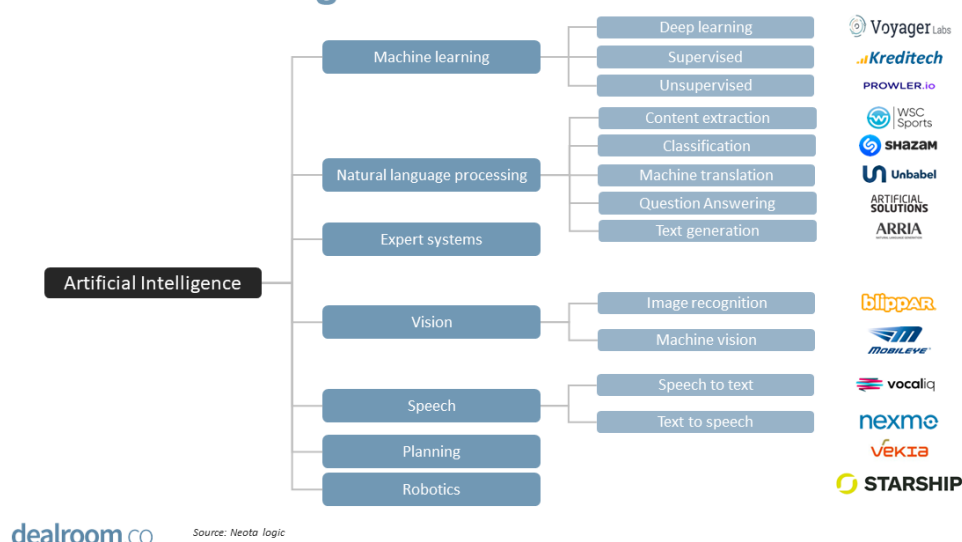 Machine learning
Deep learning
Supervised
Unsupervised
Voyager Labs
Kreditech
PROWLER.io
Natural language processing
Content extraction
Classification
Machine translation
Question Answering
Text generation
WSC
Sports
SHAZAM
Unbabel
ARTIFICIAL
SOLUTIONS
ARRIA
Expert systems
Artificial Intelligence
Vision
Image recognition
Machine vision
blippar
MOBILEYE
Speech
Speech to text
Text to speech
vocaliq
nexmo
Planning
VEKIA
Robotics
STARSHIP
dealroom.co
Source: Neota logic